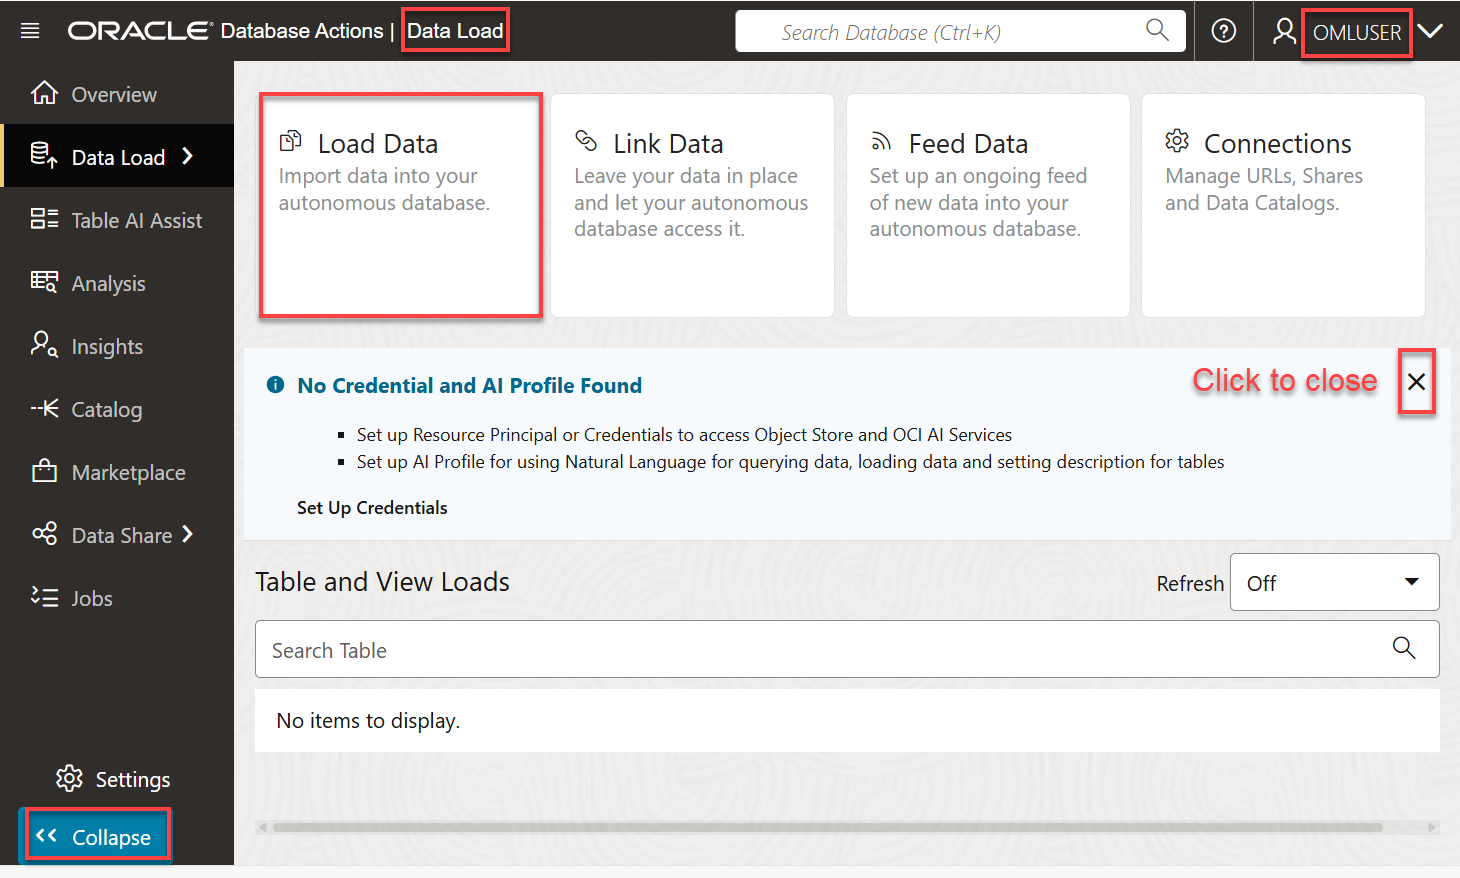 ORACLE Database Actions | Data Load
Search Database (Ctrl+K)
OMLUSER
Overview
Data Load
Table AI Assist
Analysis
Insights
Catalog
Marketplace
Data Share
Jobs
Settings
Collapse
Load Data
Import data into your
autonomous database.
Link Data
Leave your data in place
and let your autonomous
database access it.
Feed Data
Set up an ongoing feed
of new data into your
autonomous database.
Connections
Manage URLs, Shares
and Data Catalogs.
No Credential and AI Profile Found
Click to close
Set up Resource Principal or Credentials to access Object Store and OCI AI Services
Set up AI Profile for using Natural Language for querying data, loading data and setting description for tables
Set Up Credentials
Table and View Loads
Refresh Off
Search Table
No items to display.